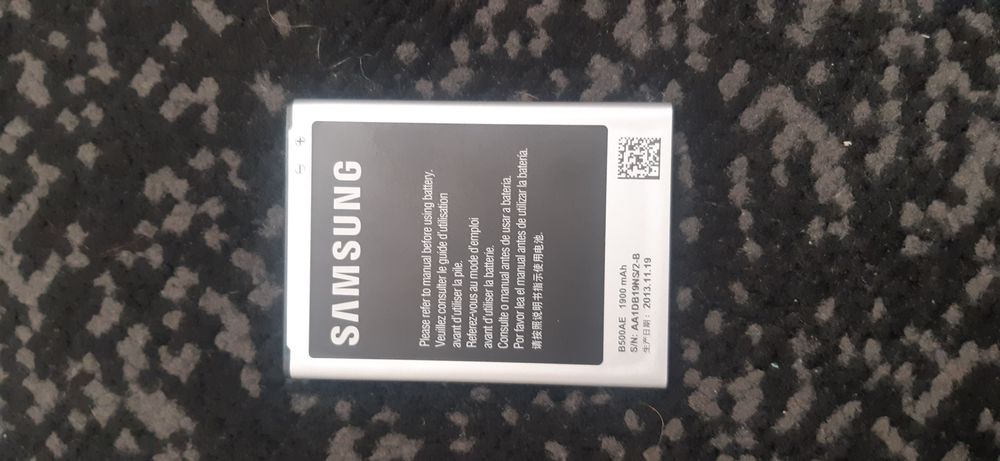 SAMSUNG
Please refer to manual before using battery.
Veuillez consulter le guide d'utilisation
avant d'utiliser la pile.
Referez-vous au mode d'emploi
avant d'utiliser la batterie.
Consulte o manual antes de usar a bateria.
Por favor lea el manual antes de utilizar la batería.
请按照说明书指示使用电池.
B500AE 1900 mAh
S/N: AA1DB19NS/2-B
生产日期: 2013.11.19